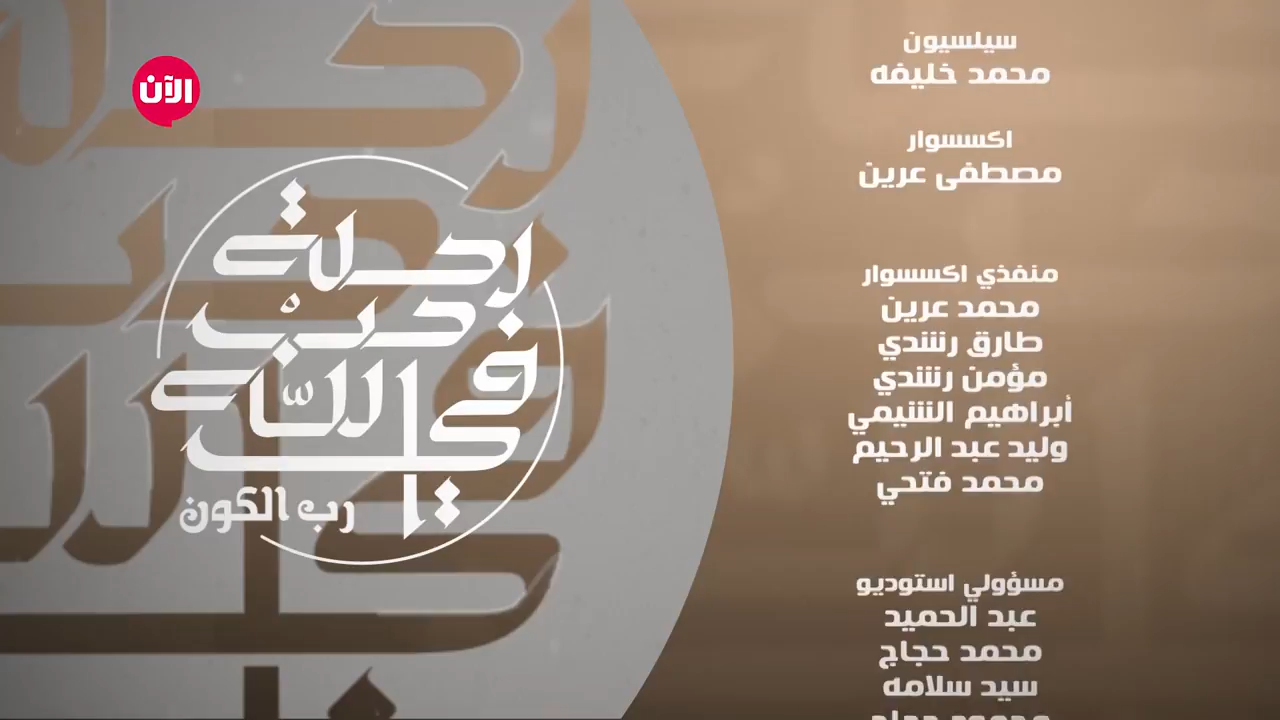 الآن
رحلة
حب
في اللّٰه
رب الكون
سيلسيون
محمد خليفه
اكسسوار
مصطفى عرين
منفذي اكسسوار
محمد عرين
طارق رشدي
مؤمن رشدي
أبراهيم الشيمي
وليد عبد الرحيم
محمد فتحي
مسؤولي استوديو
عبد الحميد
محمد حجاج
سيد سلامه